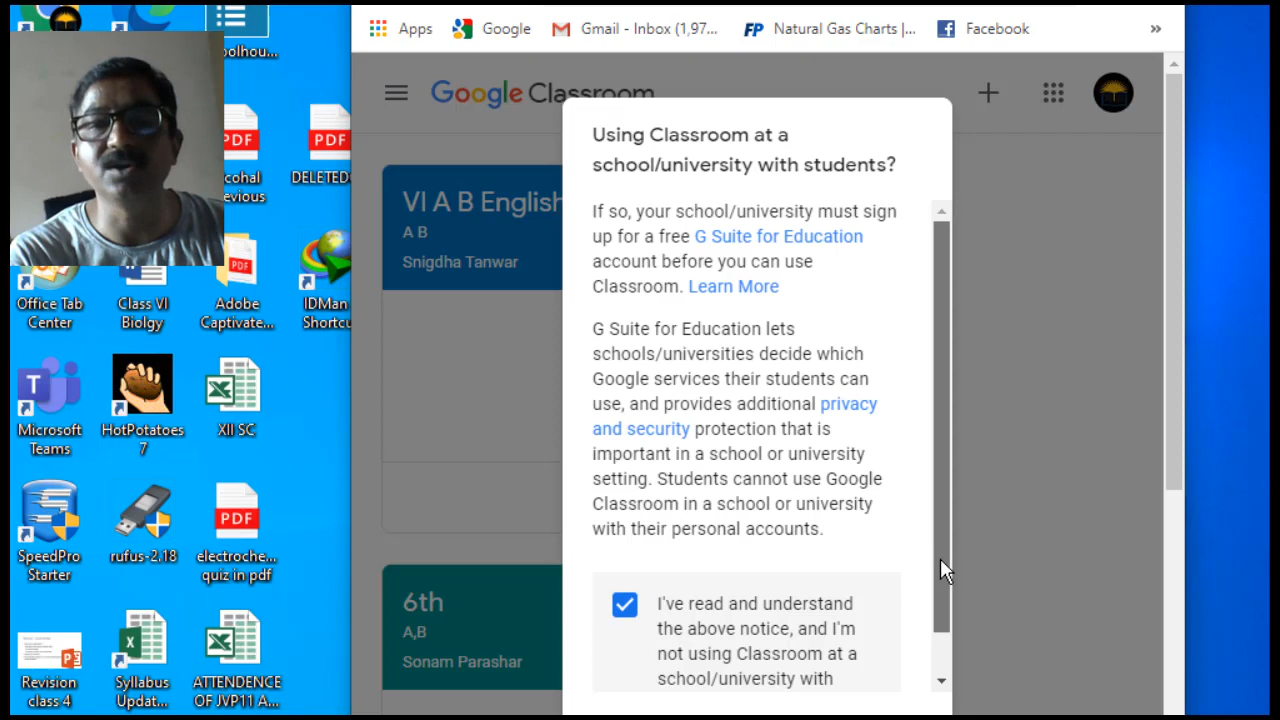 Apps
Google
Gmail - Inbox (1,97...
FP
Natural Gas Charts |...
Facebook
»
Google Classroom
VI A B English
A B
Snigdha Tanwar
6th
A,B
Sonam Parashar
Using Classroom at a
school/university with students?
If so, your school/university must sign
up for a free G Suite for Education
account before you can use
Classroom. Learn More
G Suite for Education lets
schools/universities decide which
Google services their students can
use, and provides additional privacy
and security protection that is
important in a school or university
setting. Students cannot use Google
Classroom in a school or university
with their personal accounts.
I've read and understand
the above notice, and I'm
not using Classroom at a
school/university with
PDF
PDF
DELETED
PDF
Office Tab
Center
Class VI
Biolgy
Adobe
Captivate...
IDMan
Shortcu
T
Microsoft
Teams
HotPotatoes
7
X
XII SC
SpeedPro
Starter
rufus-2.18
PDF
electroche...
quiz in pdf
P
Revision
class 4
X
Syllabus
Updat...
X
ATTENDENCE
OF JVP11 A...